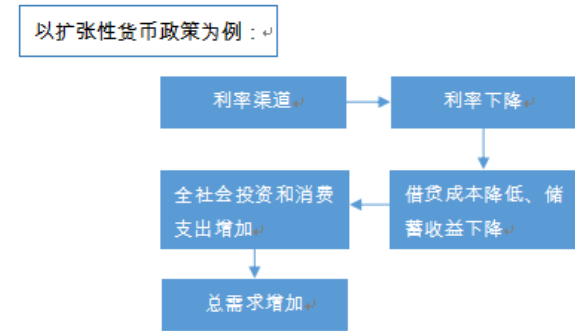 以扩张性货币政策为例：
利率渠道
利率下降
借贷成本降低、储
蓄收益下降
全社会投资和消费
支出增加
总需求增加